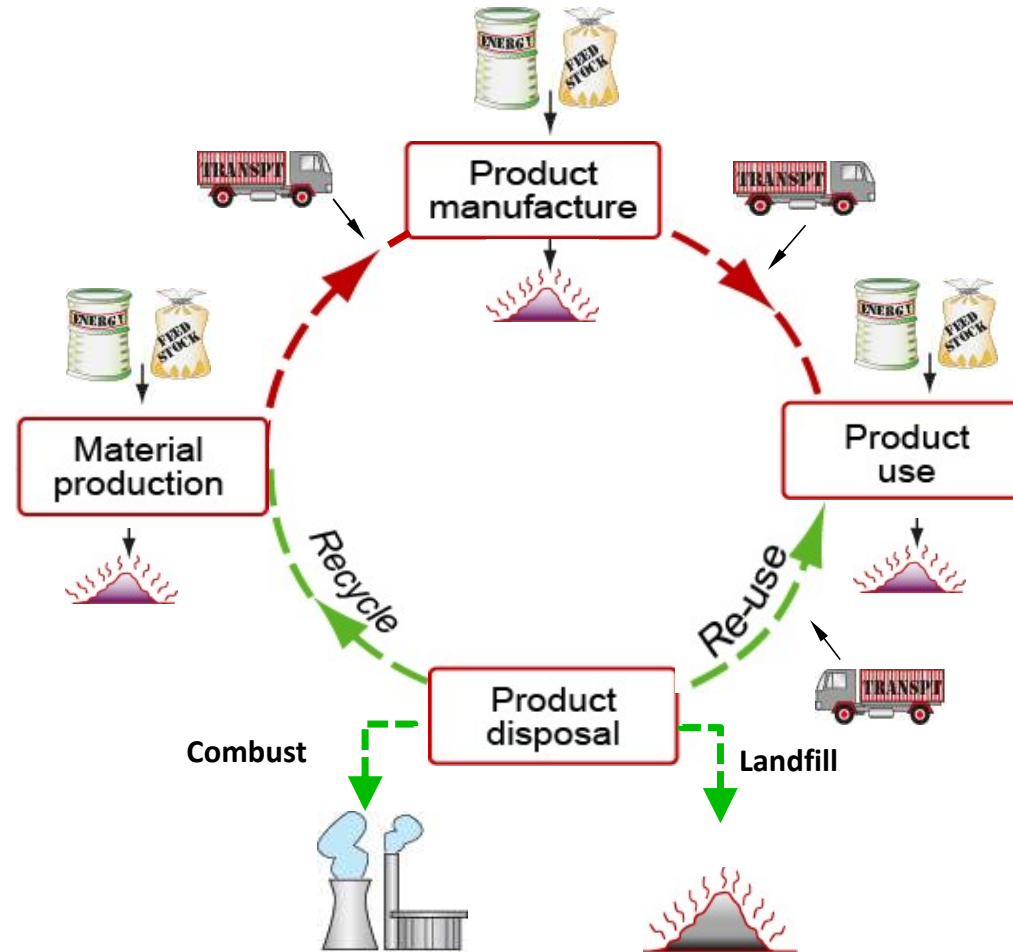 ENERGY
FEED
STOCK
TRANSPT
Product
manufacture
TRANSPT
ENERGY
FEED
STOCK
ENERGY
FEED
STOCK
Material
production
Product
use
Recycle
Re-use
Product
disposal
TRANSPT
Combust
Landfill